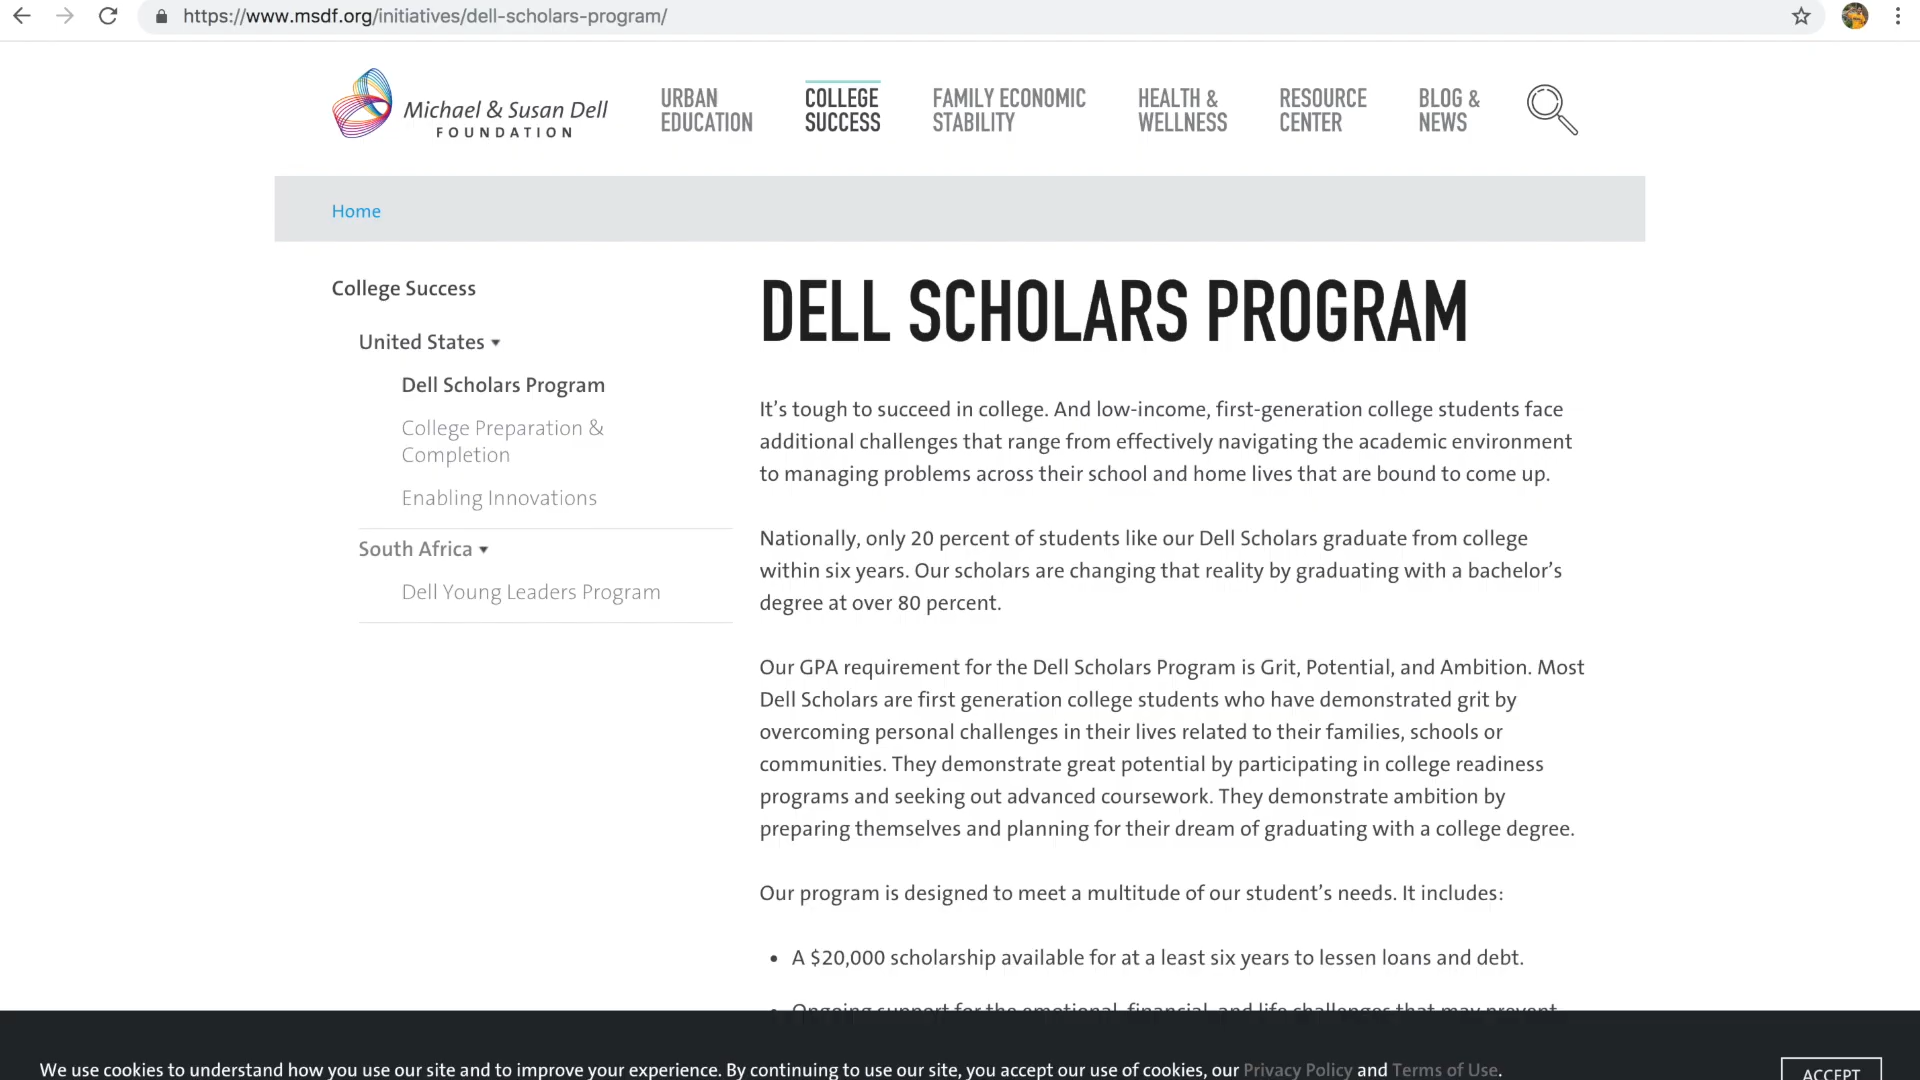 https://www.msdf.org/initiatives/dell-scholars-program/
Michael & Susan Dell
FOUNDATION
URBAN
EDUCATION
COLLEGE
SUCCESS
FAMILY ECONOMIC
STABILITY
HEALTH &
WELLNESS
RESOURCE
CENTER
BLOG &
NEWS
Home
College Success
United States
Dell Scholars Program
College Preparation &
Completion
Enabling Innovations
South Africa
Dell Young Leaders Program
DELL SCHOLARS PROGRAM
It’s tough to succeed in college. And low-income, first-generation college students face
additional challenges that range from effectively navigating the academic environment
to managing problems across their school and home lives that are bound to come up.
Nationally, only 20 percent of students like our Dell Scholars graduate from college
within six years. Our scholars are changing that reality by graduating with a bachelor’s
degree at over 80 percent.
Our GPA requirement for the Dell Scholars Program is Grit, Potential, and Ambition. Most
Dell Scholars are first generation college students who have demonstrated grit by
overcoming personal challenges in their lives related to their families, schools or
communities. They demonstrate great potential by participating in college readiness
programs and seeking out advanced coursework. They demonstrate ambition by
preparing themselves and planning for their dream of graduating with a college degree.
Our program is designed to meet a multitude of our student’s needs. It includes:
• A $20,000 scholarship available for at a least six years to lessen loans and debt.
• Ongoing support for the emotional, financial, and life challenges that may prevent
We use cookies to understand how you use our site and to improve your experience. By continuing to use our site, you accept our use of cookies, our Privacy Policy and Terms of Use.
ACCEPT